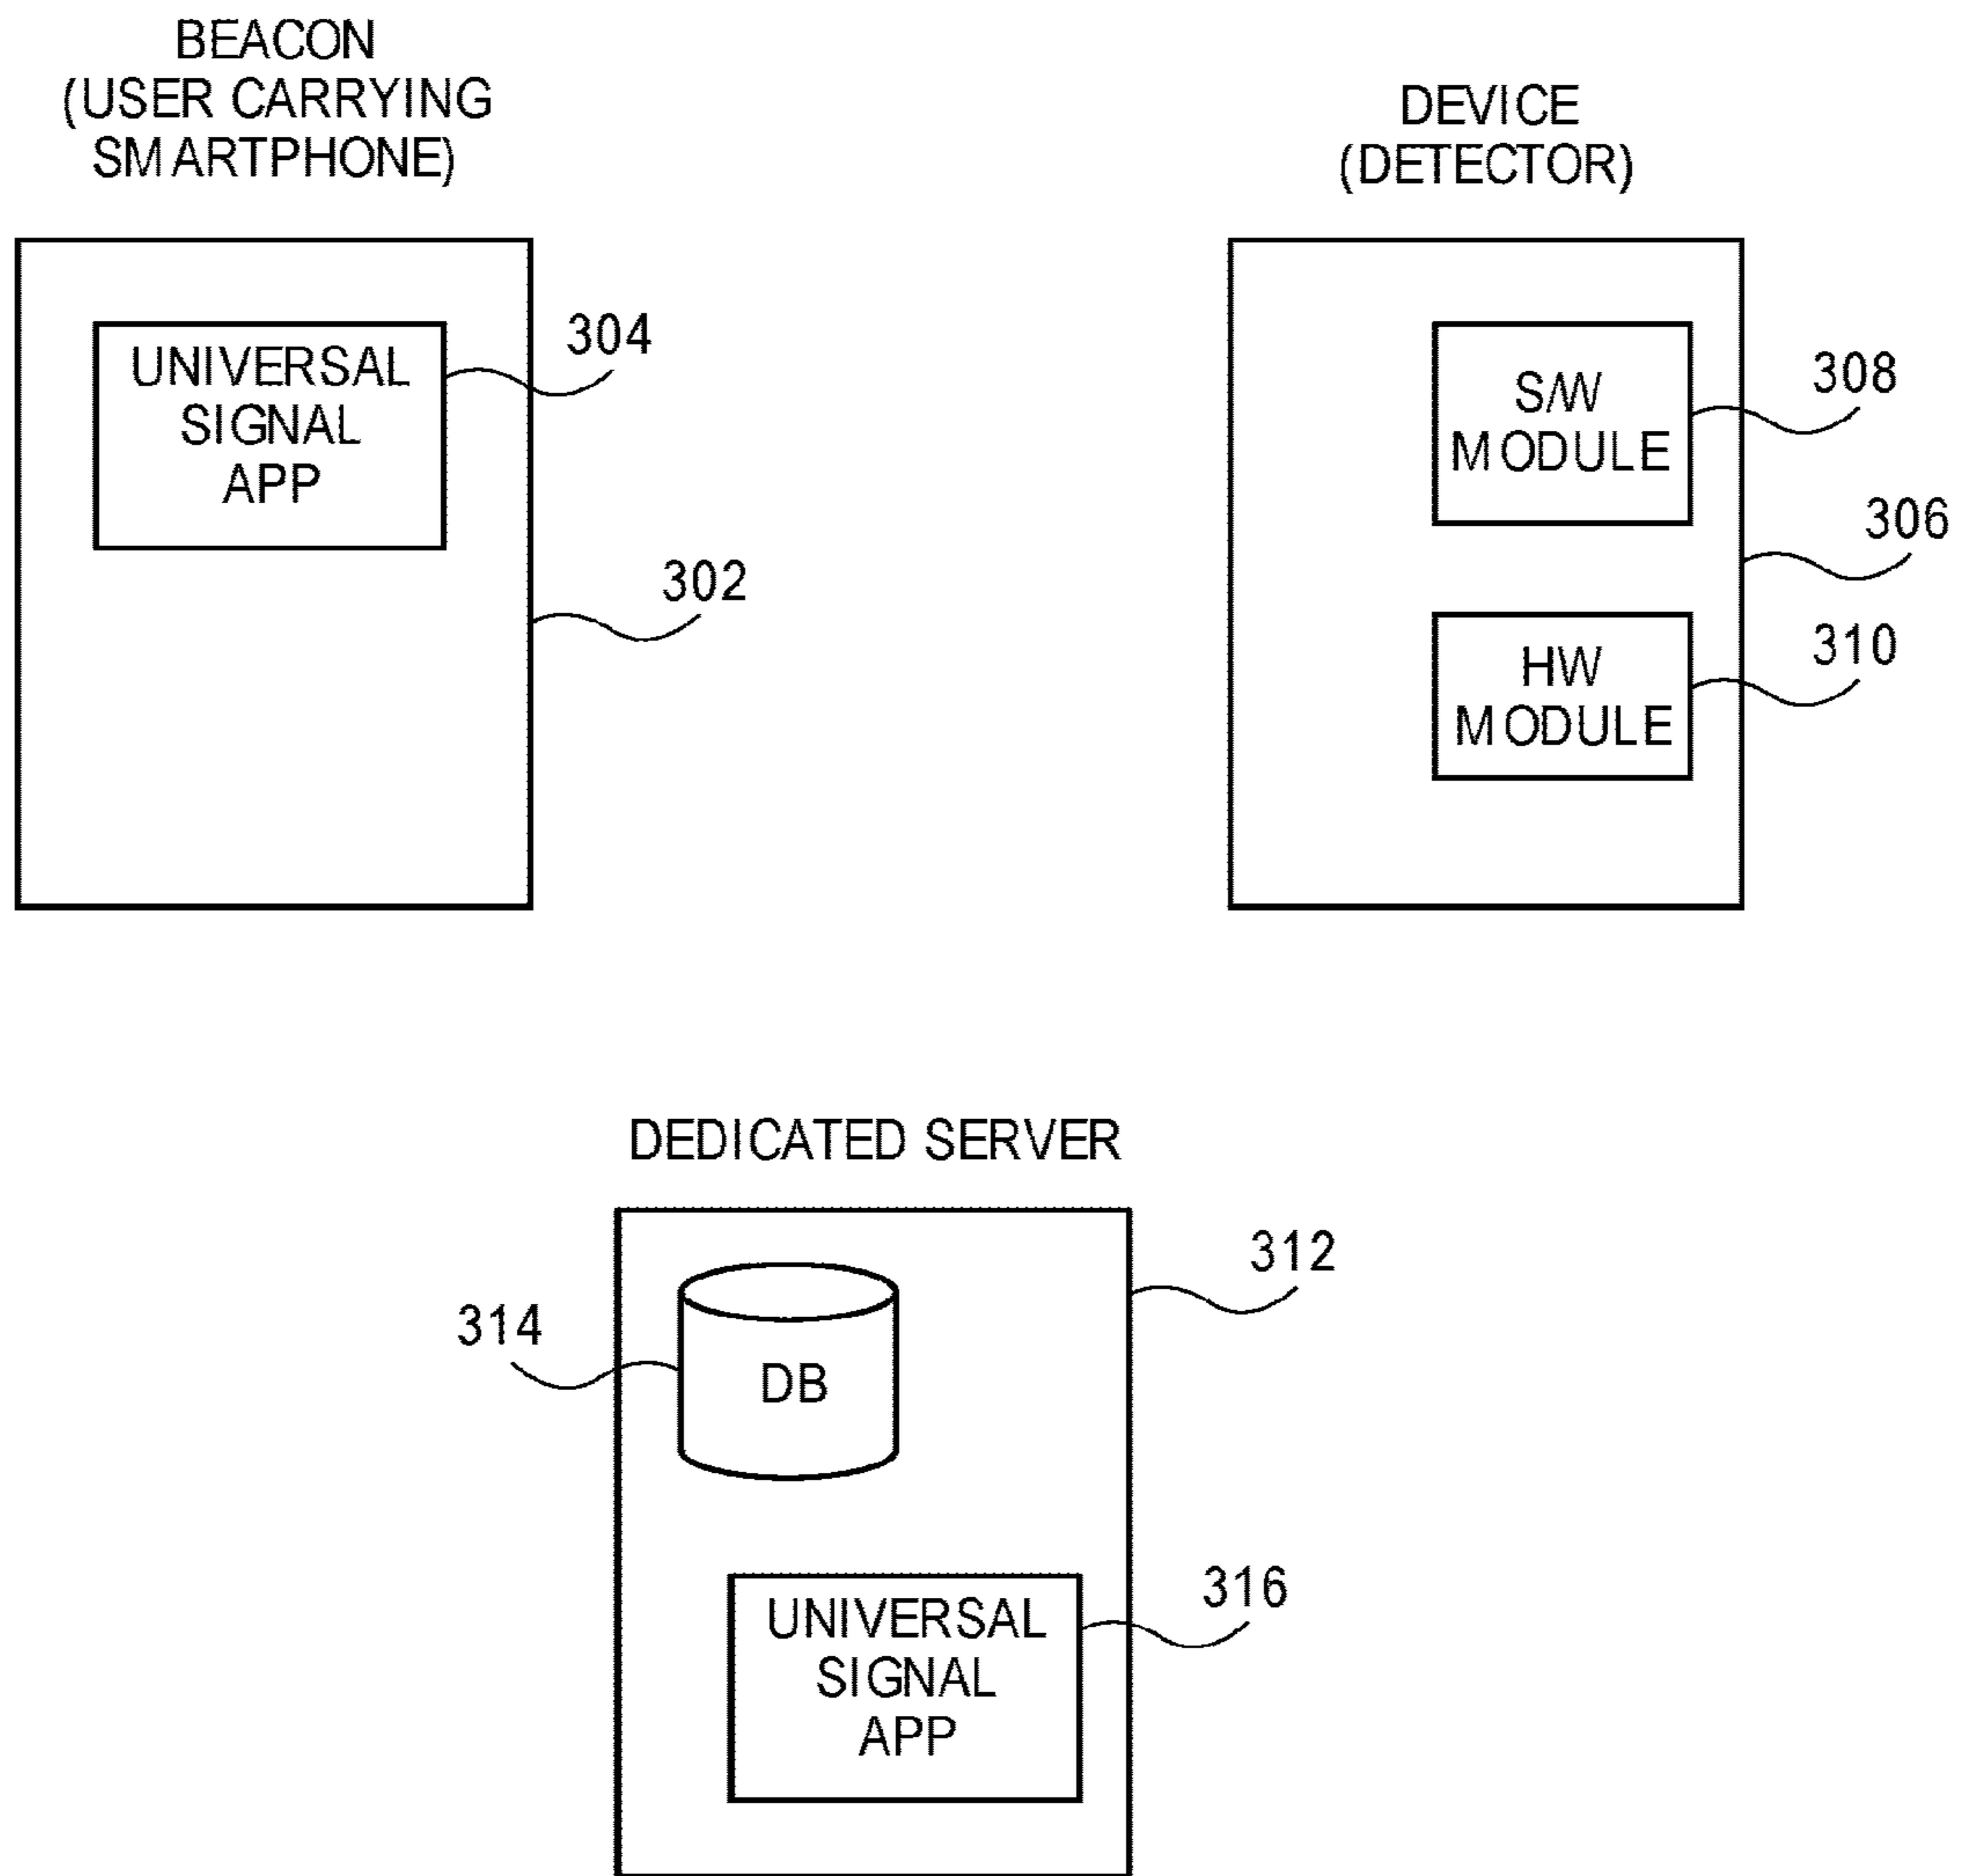 BEACON
(USER CARRYING
SMARTPHONE)
DEVICE
(DETECTOR)
UNIVERSAL
SIGNAL
APP
304
302
S/W
MODULE
308
306
HW
MODULE
310
DEDICATED SERVER
312
314
DB
UNIVERSAL
SIGNAL
APP
316